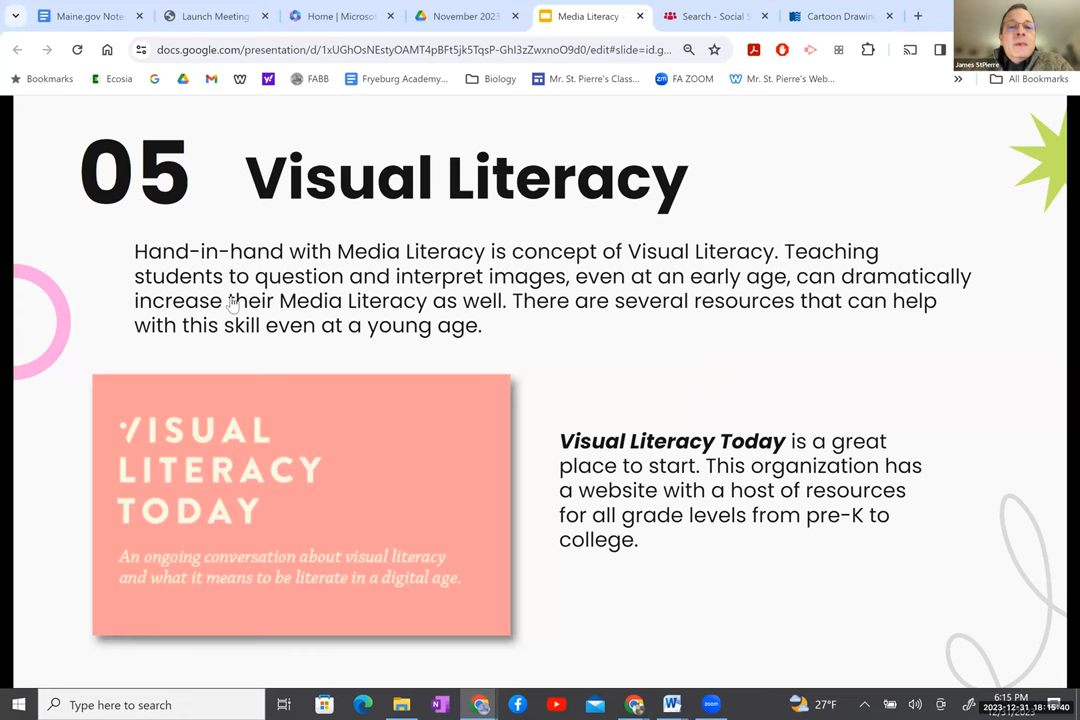 Maine.gov Note
Launch Meeting
Home | Microso
November 2023
Media Literacy -
Search - Social S
Cartoon Drawin
docs.google.com/presentation/d/1xUGhOsNEstyOAMT4pBFt5jk5TqsP-GhI3zZwxnoO9d0/edit#slide=id.g...
James StPierre
Bookmarks
Ecosia
FABB
Fryeburg Academy...
Biology
Mr. St. Pierre's Class...
FA ZOOM
Mr. St. Pierre's Web...
»
All Bookmarks
05 Visual Literacy
Hand-in-hand with Media Literacy is concept of Visual Literacy. Teaching
students to question and interpret images, even at an early age, can dramatically
increase their Media Literacy as well. There are several resources that can help
with this skill even at a young age.
VISUAL
LITERACY
TODAY
An ongoing conversation about visual literacy
and what it means to be literate in a digital age.
Visual Literacy Today is a great
place to start. This organization has
a website with a host of resources
for all grade levels from pre-K to
college.
Type here to search
27°F
6:15 PM
2023-12-31 18:15:40